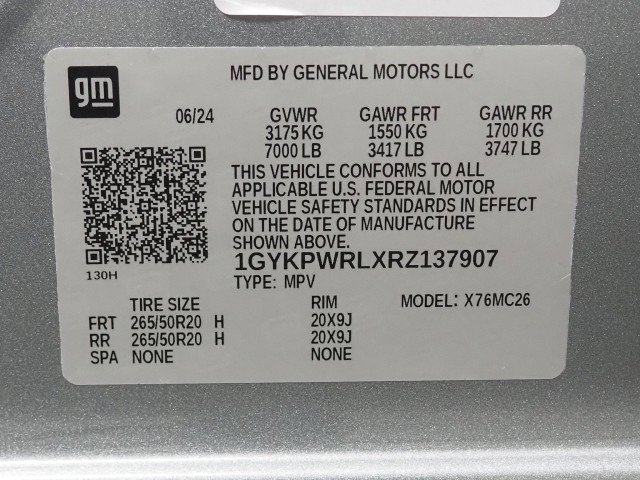 gm
MFD BY GENERAL MOTORS LLC
06/24 GVWR GAWR FRT GAWR RR
3175 KG 1550 KG 1700 KG
7000 LB 3417 LB 3747 LB
THIS VEHICLE CONFORMS TO ALL
APPLICABLE U.S. FEDERAL MOTOR
VEHICLE SAFETY STANDARDS IN EFFECT
ON THE DATE OF MANUFACTURE
SHOWN ABOVE.
130H
1GYKPWRLXRZ137907
TYPE: MPV
TIRE SIZE RIM MODEL: X76MC26
FRT 265/50R20 H 20X9J
RR 265/50R20 H 20X9J
SPA NONE NONE